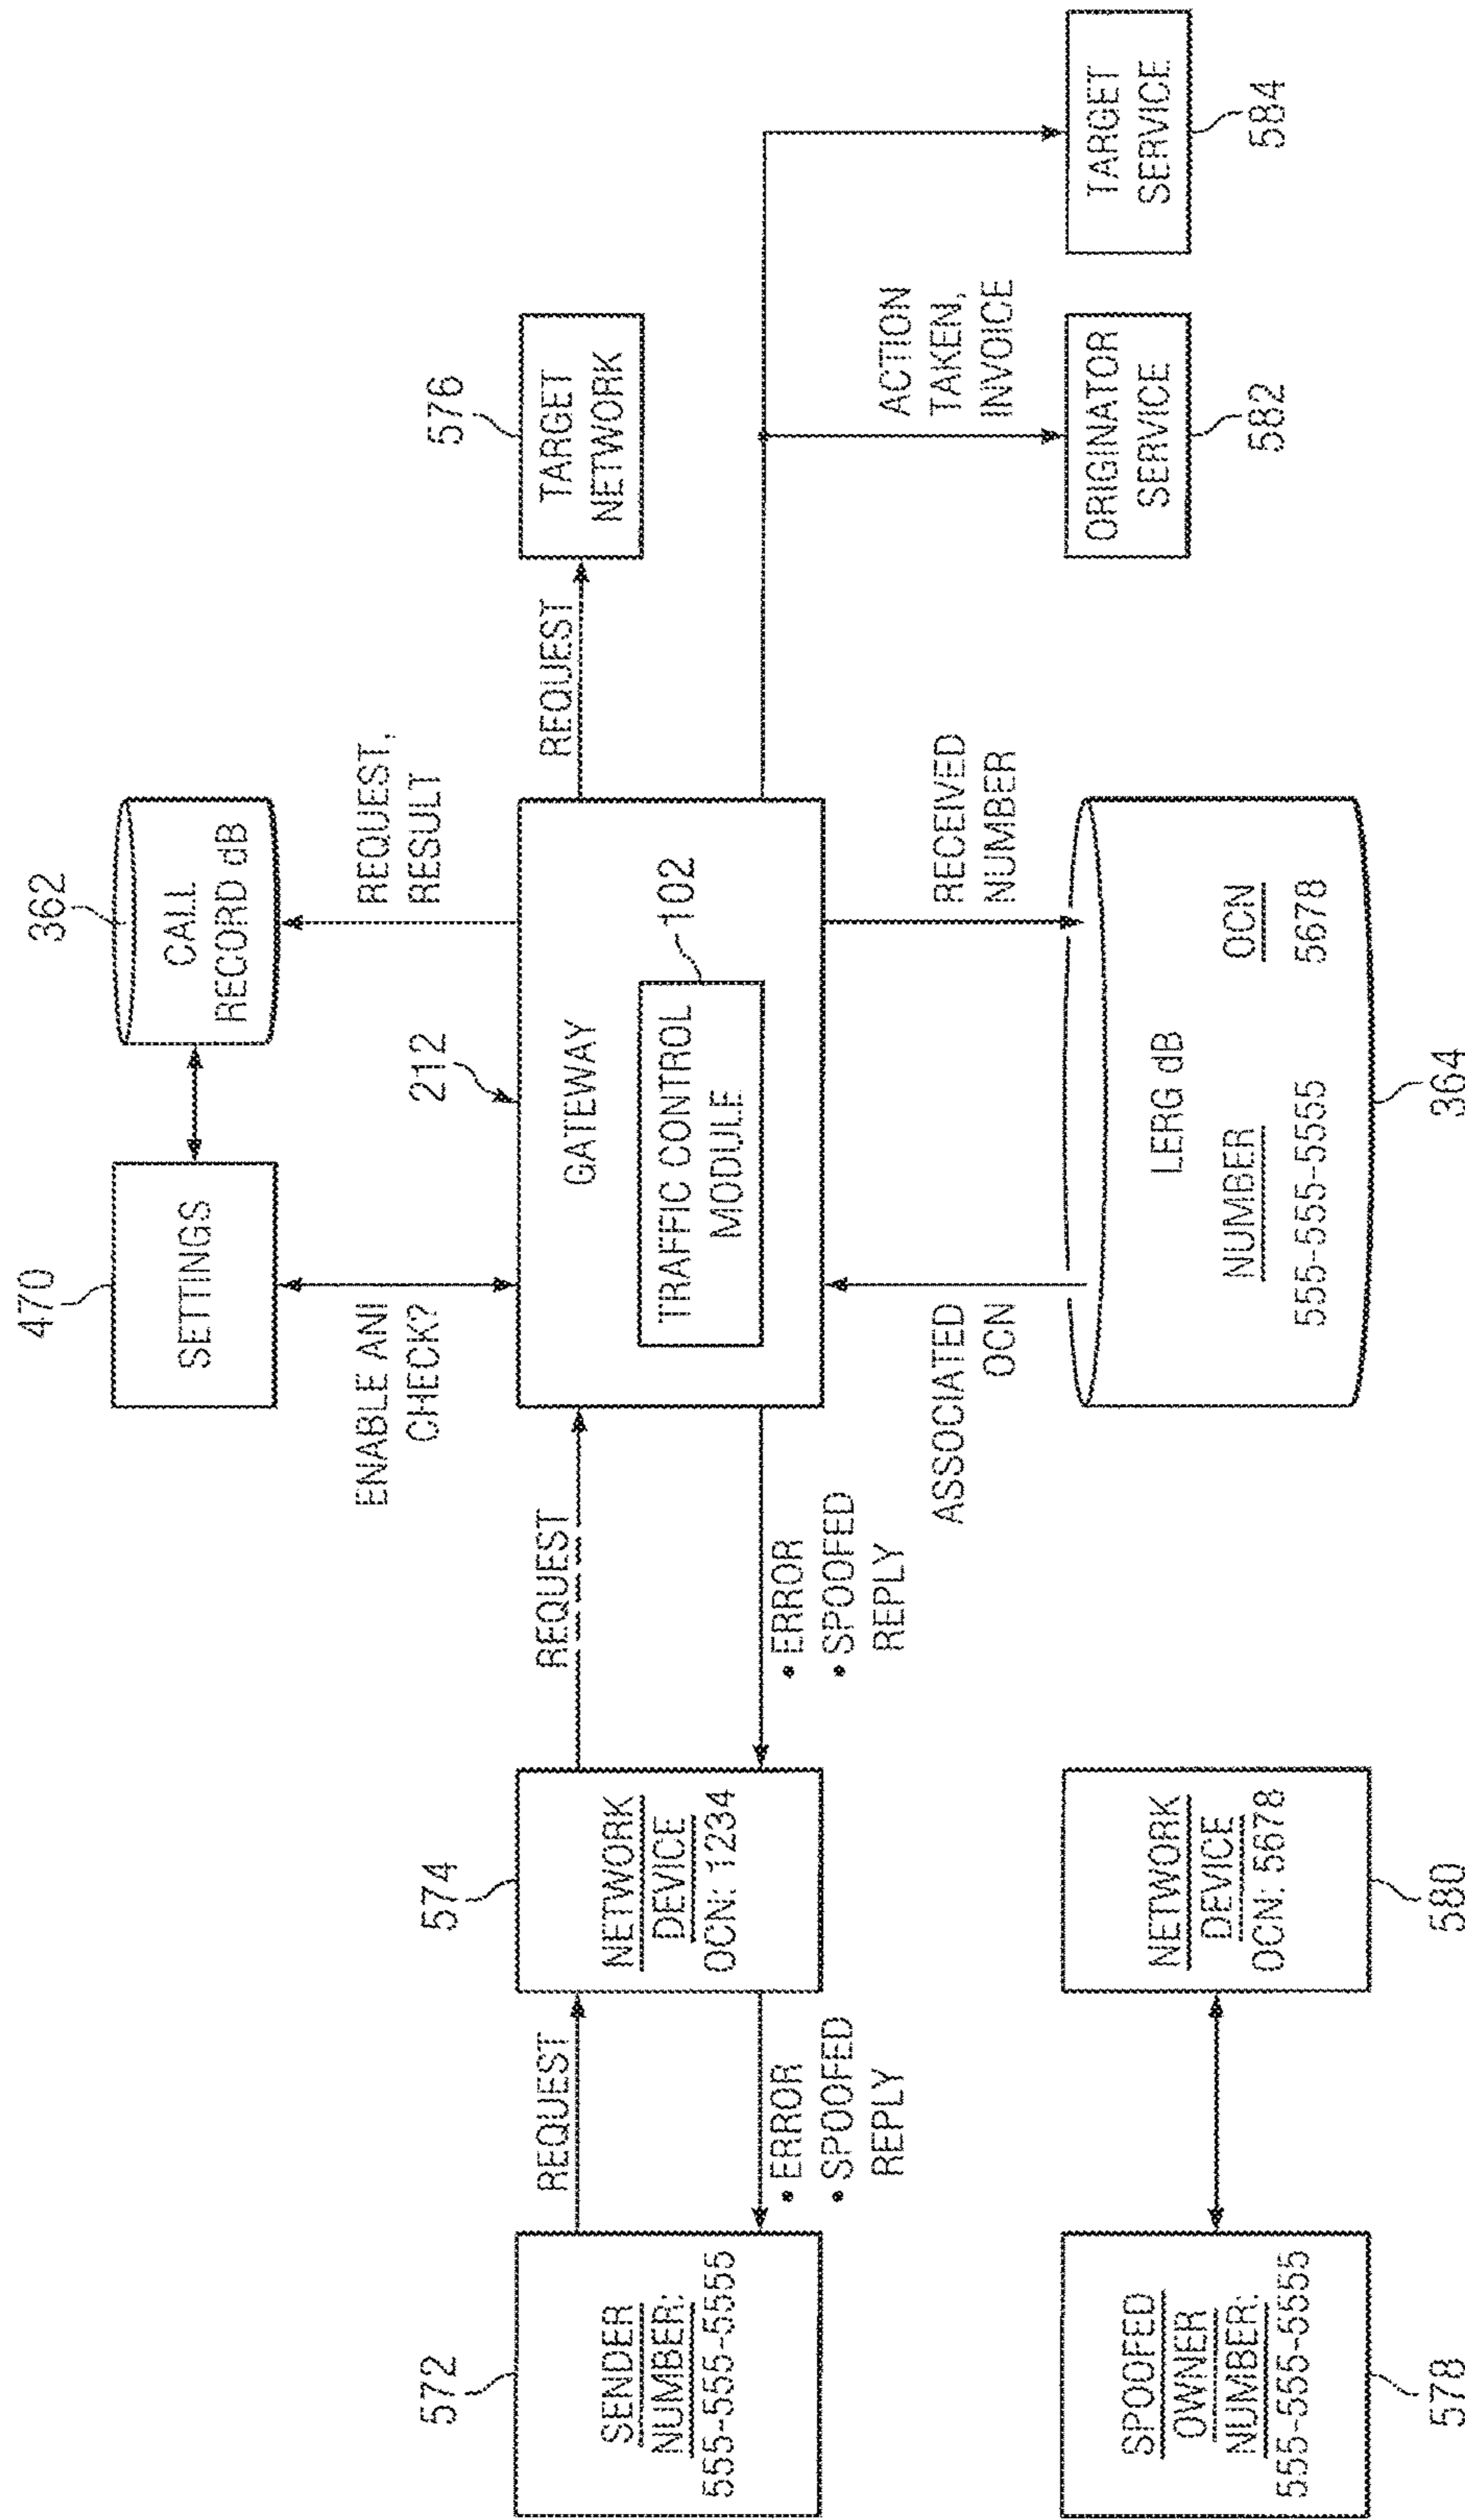 470
SETTINGS
362
CALL
RECORD dB
ENABLE ANI
CHECK?
REQUEST,
RESULT
572
SENDER
NUMBER:
555-555-5555
REQUEST
• ERROR
• SPOOFED
REPLY
574
NETWORK
DEVICE
OCN: 1234
REQUEST
• ERROR
• SPOOFED
REPLY
212
GATEWAY
TRAFFIC CONTROL
MODULE
102
REQUEST
576
TARGET
NETWORK
ASSOCIATED
OCN
RECEIVED
NUMBER
ACTION
TAKEN,
INVOICE
SPOOFED
OWNER
NUMBER:
555-555-5555
578
NETWORK
DEVICE
OCN: 5678
580
LERG dB
NUMBER OCN
555-555-5555 5678
364
ORIGINATOR
SERVICE
582
TARGET
SERVICE
584